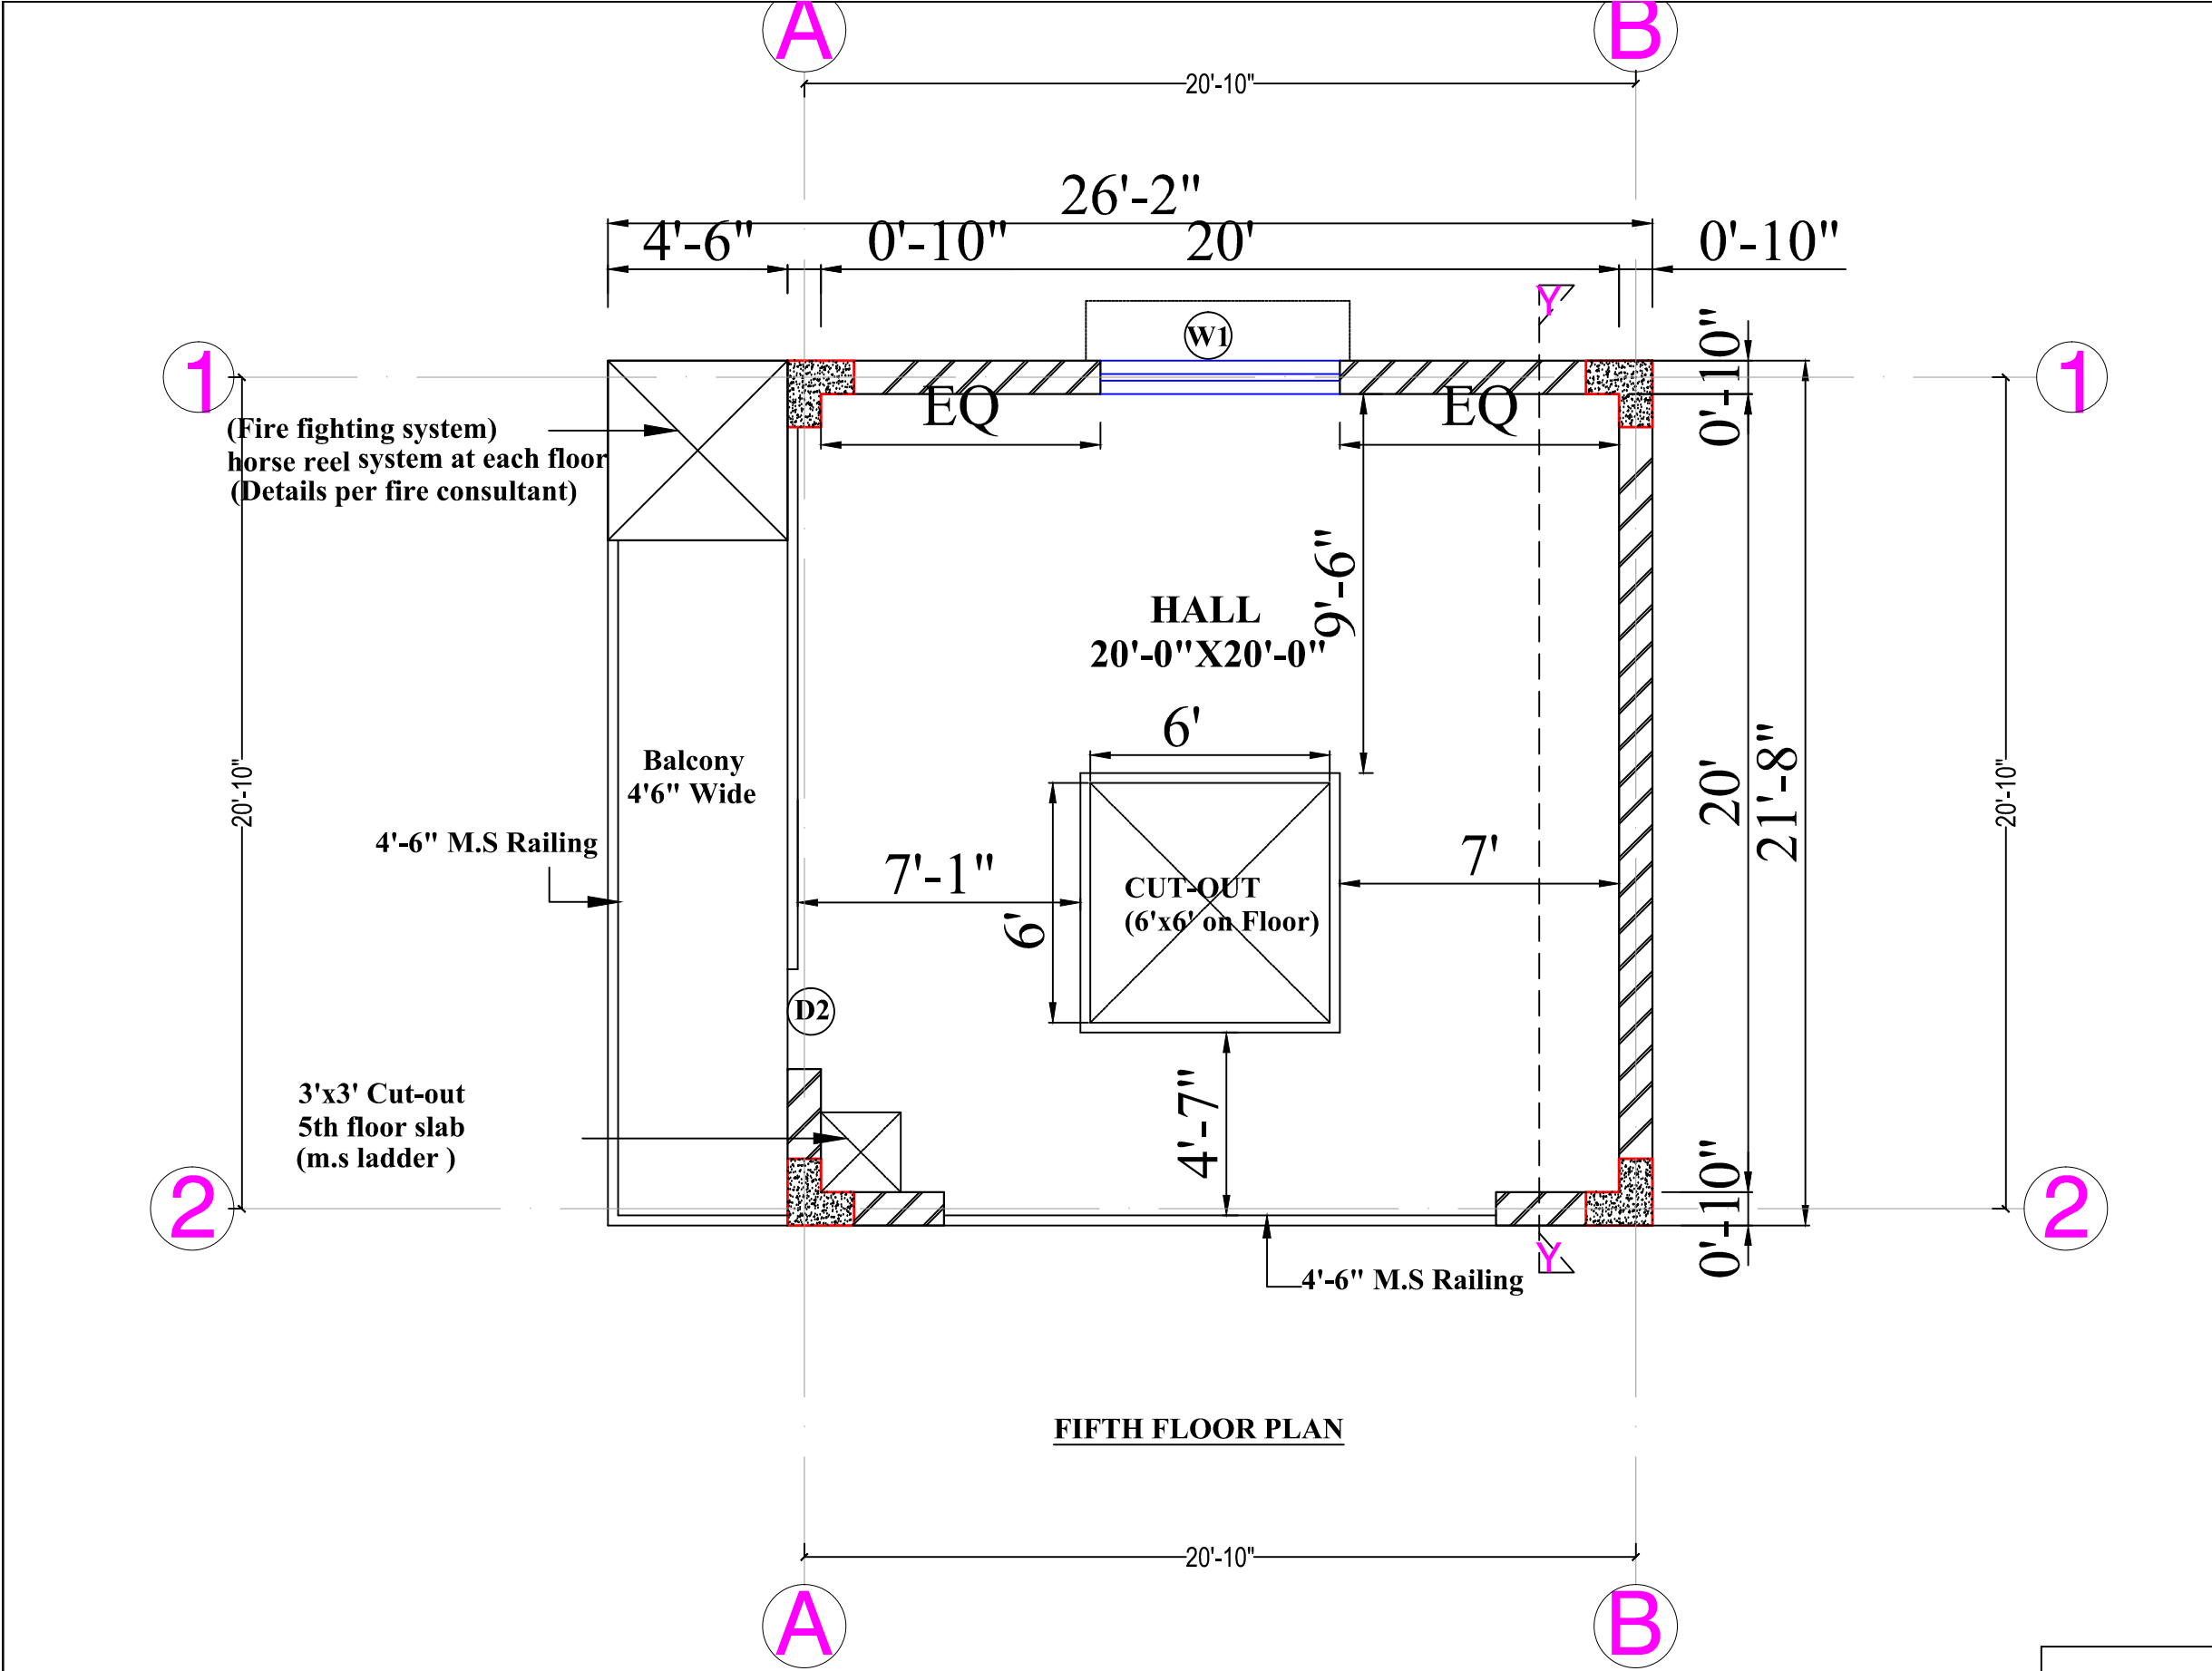 A
B
20'-10"
26'-2"
4'-6"
0'-10"
20'
0'-10"
Y
W1
1
1
0'-10"
EQ
EQ
(Fire fighting system)
horse reel system at each floor
(Details per fire consultant)
9'-6"
HALL
20'-0"X20'-0"
6'
Balcony
4'6" Wide
20'-10"
20'
21'-8"
20'-10"
4'-6" M.S Railing
7'-1"
7'
CUT-OUT
(6'x6' on Floor)
6'
D2
3'x3' Cut-out
5th floor slab
(m.s ladder )
4'-7"
0'-10"
2
2
Y
4'-6" M.S Railing
FIFTH FLOOR PLAN
20'-10"
A
B